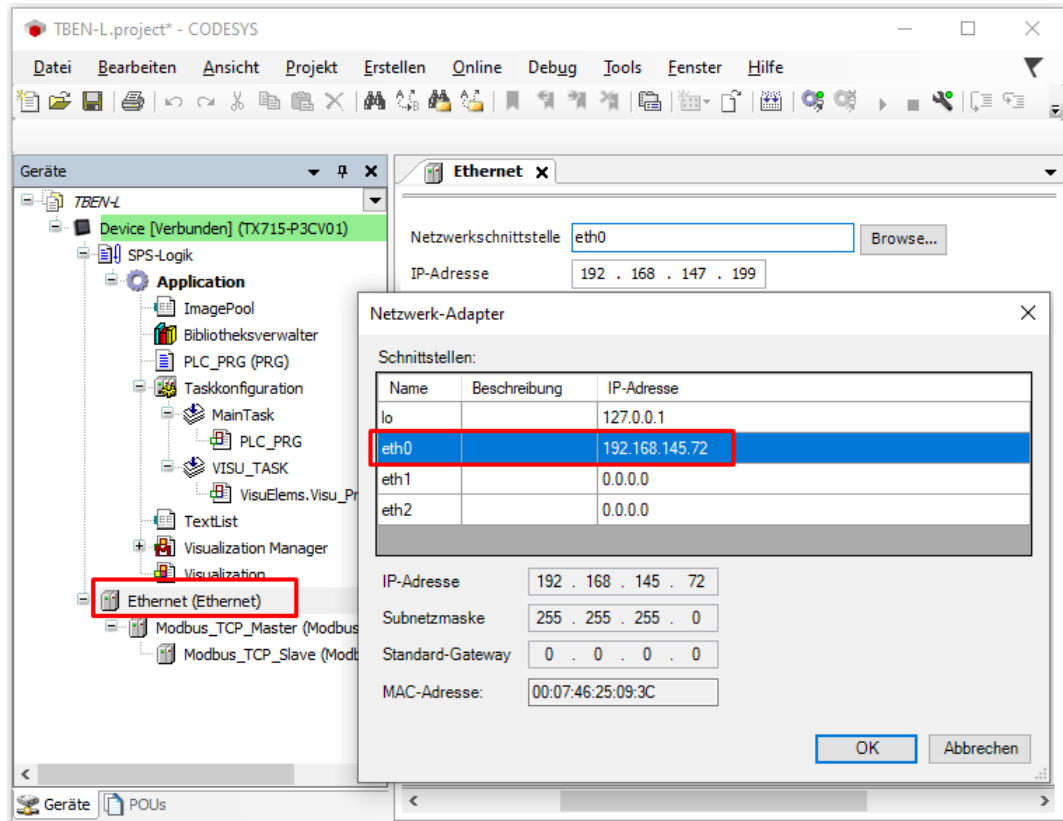 TBEN-L.project* - CODESYS
Datei Bearbeiten Ansicht Projekt Erstellen Online Debug Tools Fenster Hilfe
Geräte
TBEN-L
Device [Verbunden] (TX715-P3CV01)
SPS-Logik
Application
ImagePool
Bibliotheksverwalter
PLC_PRG (PRG)
Taskkonfiguration
MainTask
PLC_PRG
VISU_TASK
VisuElems.Visu_Pr
TextList
Visualization Manager
Visualization
Ethernet (Ethernet)
Modbus_TCP_Master (Modbus
Modbus_TCP_Slave (Modb
Geräte POUs
Ethernet
Netzwerkschnittstelle eth0 Browse...
IP-Adresse 192 . 168 . 147 . 199
Netzwerk-Adapter
Schnittstellen:
Name Beschreibung IP-Adresse
lo 127.0.0.1
eth0 192.168.145.72
eth1 0.0.0.0
eth2 0.0.0.0
IP-Adresse 192 . 168 . 145 . 72
Subnetzmaske 255 . 255 . 255 . 0
Standard-Gateway 0 . 0 . 0 . 0
MAC-Adresse: 00:07:46:25:09:3C
OK Abbrechen